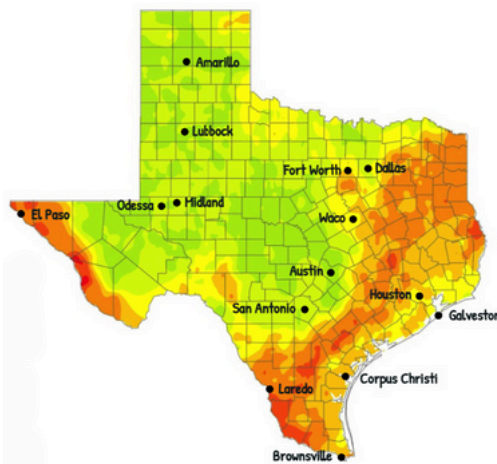 Amarillo
Lubbock
Fort Worth
Dallas
Odessa
Midland
El Paso
Waco
Austin
Houston
San Antonio
Galveston
Corpus Christi
Laredo
Brownsville